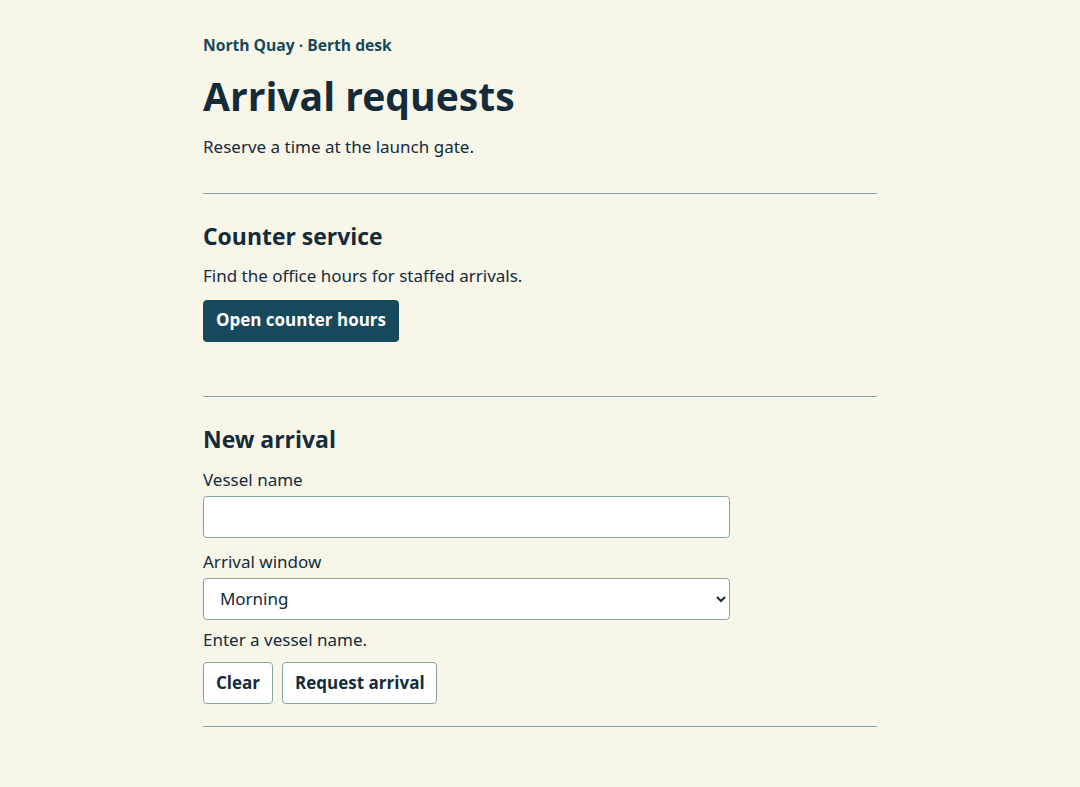 North Quay · Berth desk
Arrival requests
Reserve a time at the launch gate.
Counter service
Find the office hours for staffed arrivals.
Open counter hours
New arrival
Vessel name
Arrival window
Morning
Enter a vessel name.
Clear
Request arrival